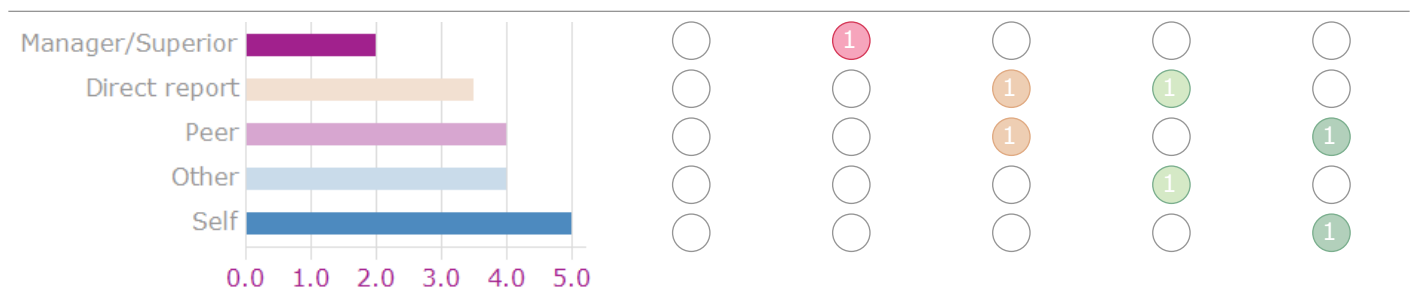 Manager/Superior 1
Direct report 1 1
Peer 1 1
Other 1
Self 1
0.0 1.0 2.0 3.0 4.0 5.0